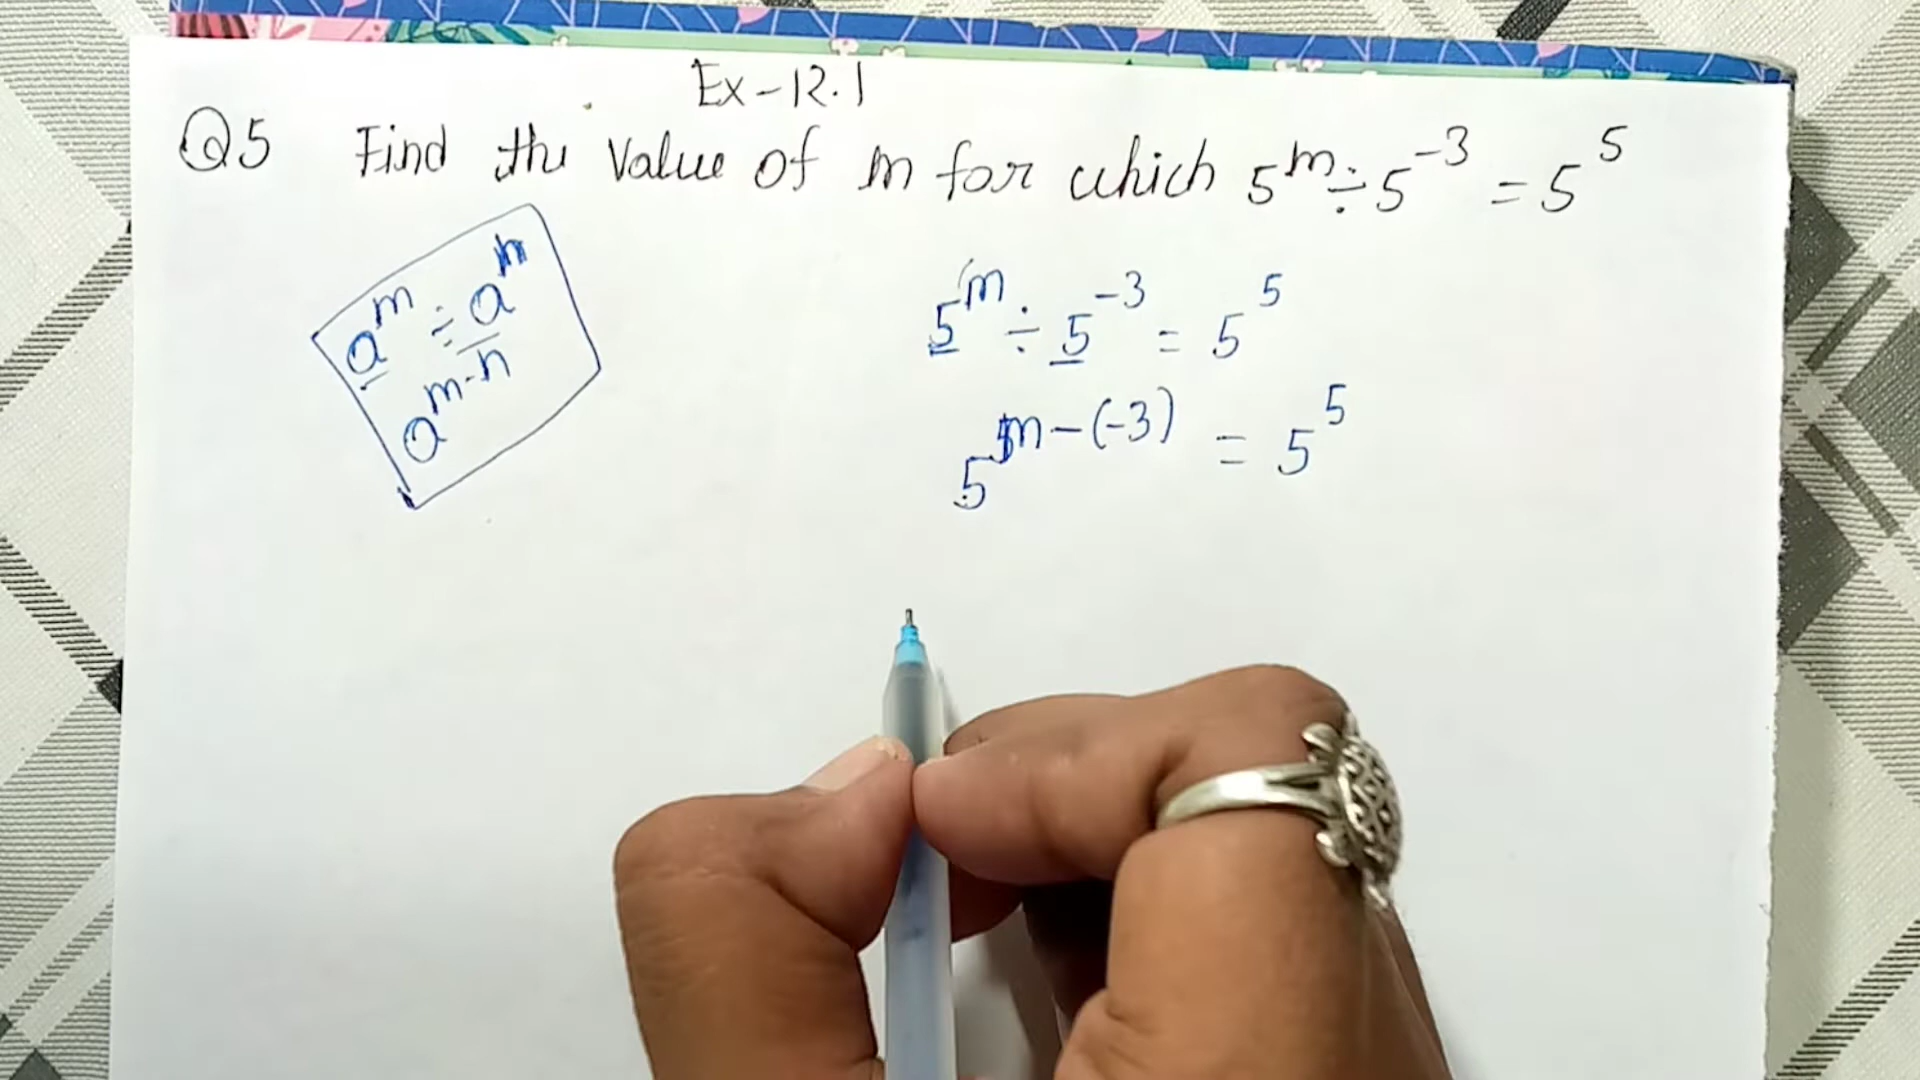 Ex-12.1
Q5 Find the value of m for which 5^m ÷ 5^-3 = 5^5
a^m ÷ a^n
a^m-n
5^m ÷ 5^-3 = 5^5
5^m-(-3) = 5^5